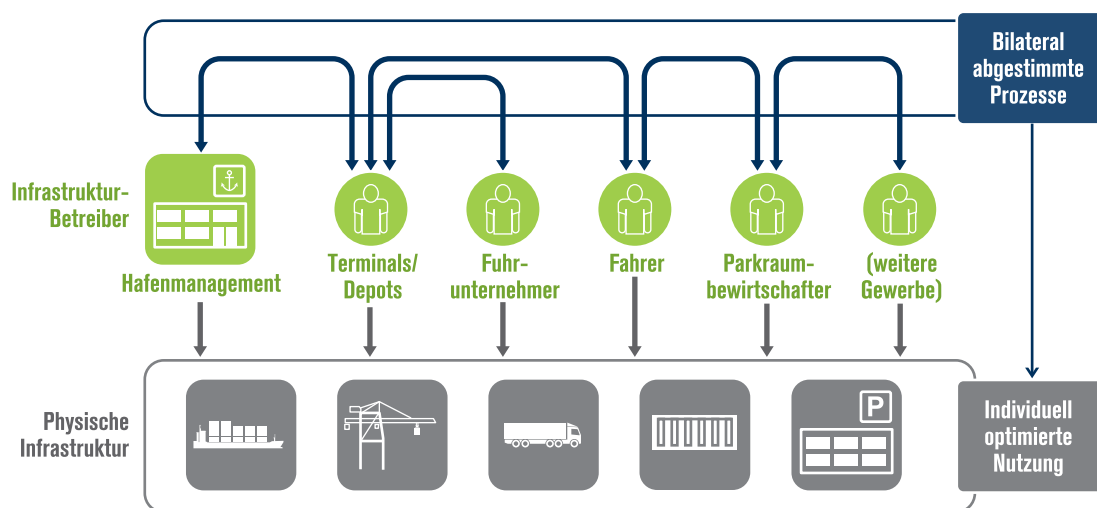 Bilateral
abgestimmte
Prozesse
Infrastruktur-
Betreiber
Hafenmanagement
Terminals/
Depots
Fuhr-
unternehmer
Fahrer
Parkraum-
bewirtschafter
(weitere
Gewerbe)
Physische
Infrastruktur
P
Individuell
optimierte
Nutzung